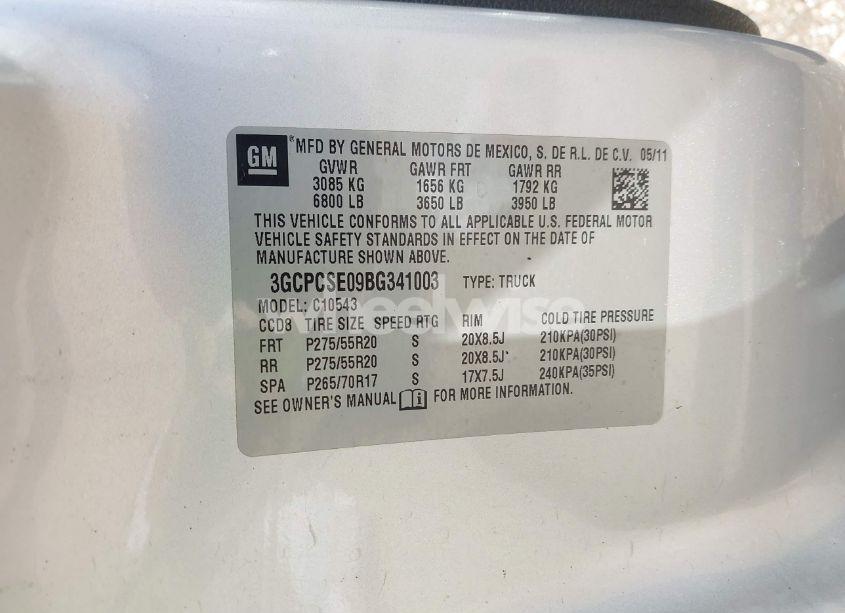 GM ® MFD BY GENERAL MOTORS DE MEXICO, S. DE R.L. DE C.V. 05/11
GVWR GAWR FRT GAWR RR
3085 KG 1656 KG 1792 KG
6800 LB 3650 LB 3950 LB
THIS VEHICLE CONFORMS TO ALL APPLICABLE U.S. FEDERAL MOTOR
VEHICLE SAFETY STANDARDS IN EFFECT ON THE DATE OF
MANUFACTURE SHOWN ABOVE.
3GCPCSE09BG341003 TYPE: TRUCK
MODEL: C10543
wheelwise
CCD8 TIRE SIZE SPEED RTG RIM COLD TIRE PRESSURE
FRT P275/55R20 S 20X8.5J 210KPA(30PSI)
RR P275/55R20 S 20X8.5J 210KPA(30PSI)
SPA P265/70R17 S 17X7.5J 240KPA(35PSI)
SEE OWNER'S MANUAL i FOR MORE INFORMATION.